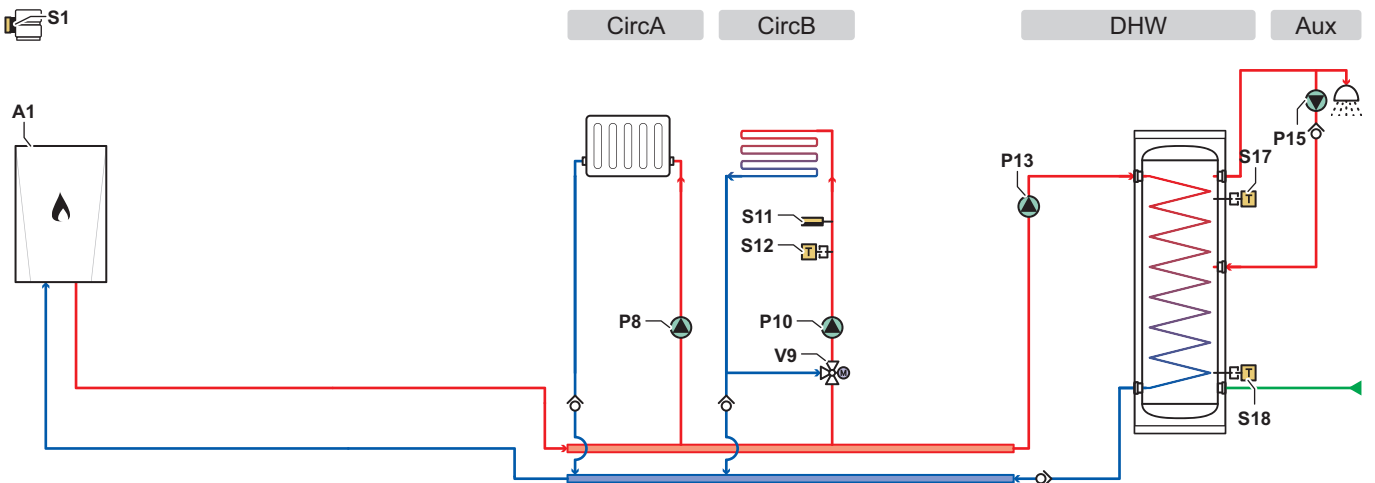 S1
CircA
CircB
DHW
Aux
A1
P15
P13
S17
T
S11
S12
T
P8
P10
V9
M
T
S18